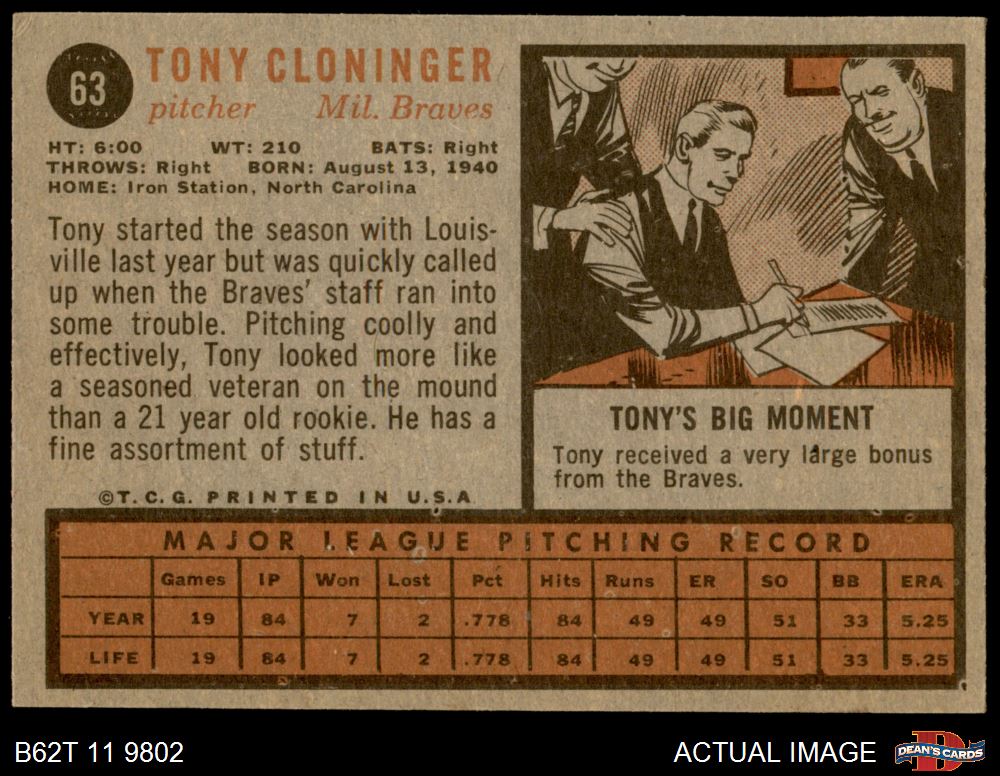 63
TONY CLONINGER
pitcher Mil. Braves
HT: 6:00 WT: 210 BATS: Right
THROWS: Right BORN: August 13, 1940
HOME: Iron Station, North Carolina
Tony started the season with Louis-
ville last year but was quickly called
up when the Braves' staff ran into
some trouble. Pitching coolly and
effectively, Tony looked more like
a seasoned veteran on the mound
than a 21 year old rookie. He has a
fine assortment of stuff.
©T.C.G. PRINTED IN U.S.A
TONY'S BIG MOMENT
Tony received a very large bonus
from the Braves.
MAJOR LEAGUE PITCHING RECORD
Games IP Won Lost Pct Hits Runs ER SO BB ERA
YEAR 19 84 7 2 .778 84 49 49 51 33 5.25
LIFE 19 84 7 2 .778 84 49 49 51 33 5.25
B62T 11 9802
ACTUAL IMAGE
D
DEAN'S CARDS